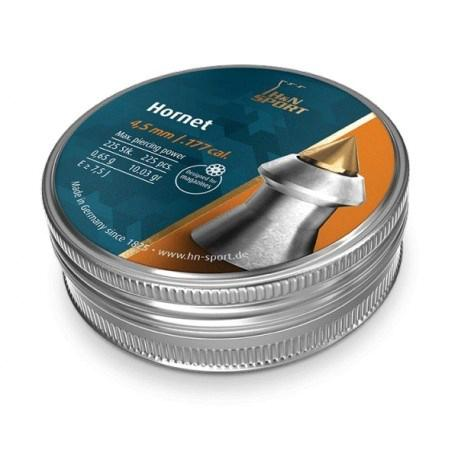 H&N
SPORT
Hornet
4,5 mm / .177 cal.
Max. piercing power
225 Stk. 225 pcs
0,65 g 10,03 gr
E ≥ 7,5 J
Designed for
magazines
Made in Germany since 1825 • www.hn-sport.de